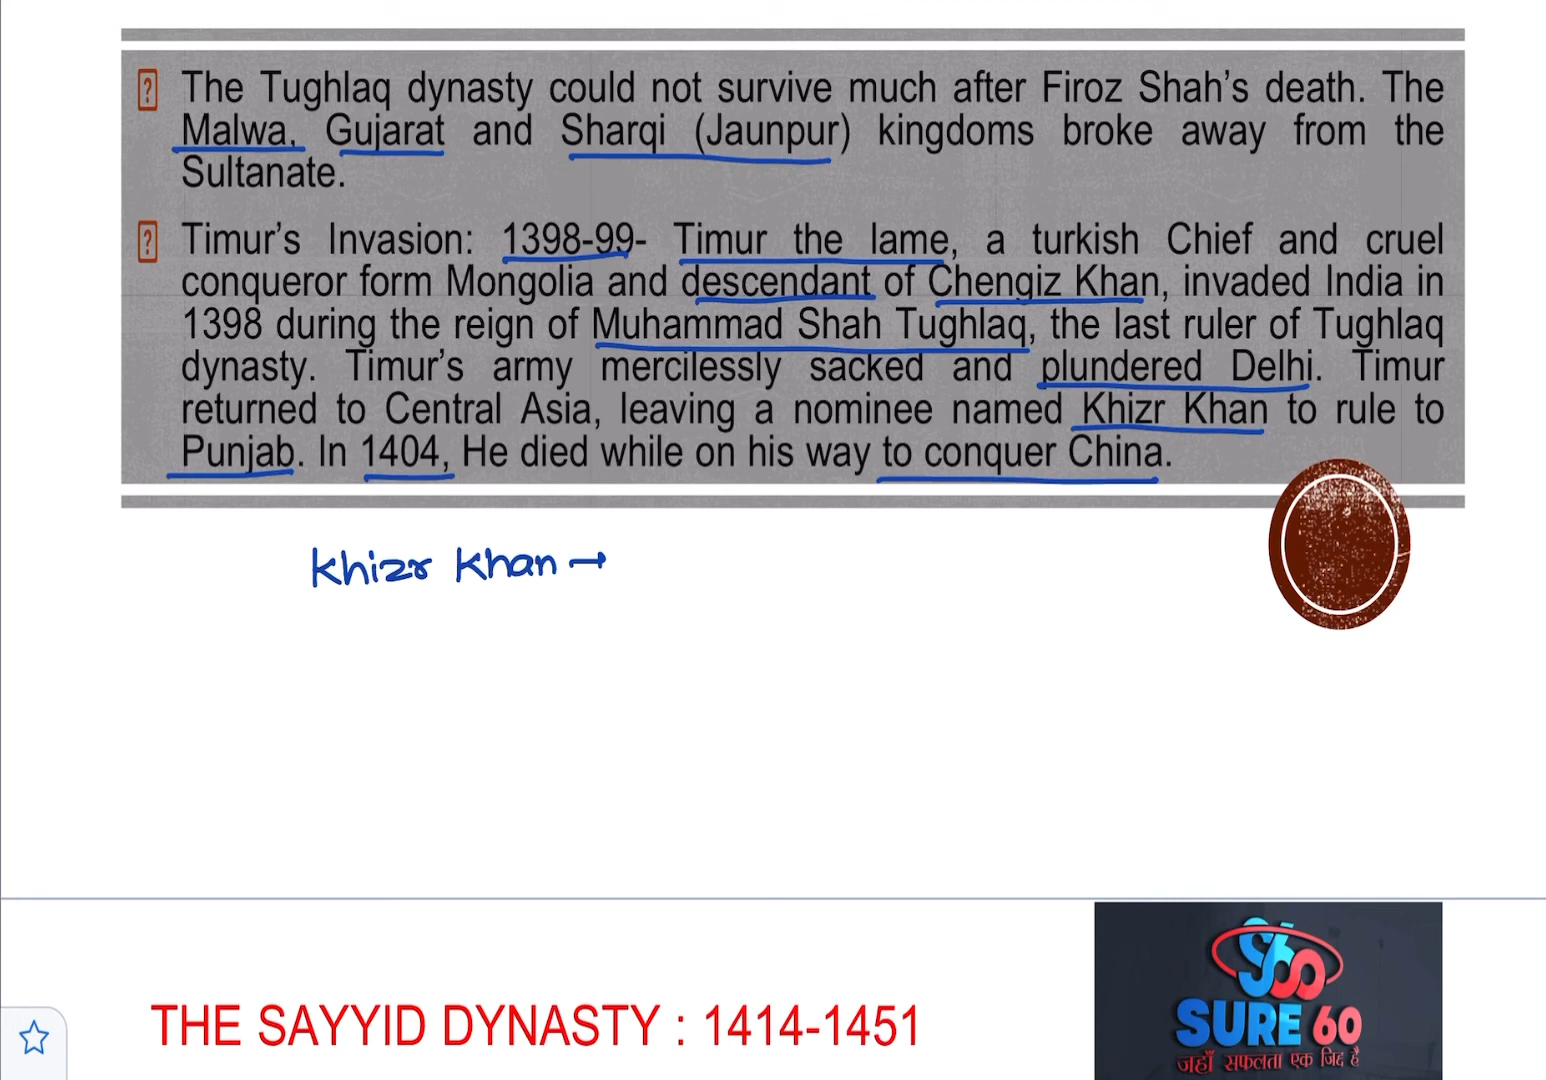 The Tughlaq dynasty could not survive much after Firoz Shah's death. The
Malwa, Gujarat and Sharqi (Jaunpur) kingdoms broke away from the
Sultanate.
Timur's Invasion: 1398-99- Timur the lame, a turkish Chief and cruel
conqueror form Mongolia and descendant of Chengiz Khan, invaded India in
1398 during the reign of Muhammad Shah Tughlaq, the last ruler of Tughlaq
dynasty. Timur's army mercilessly sacked and plundered Delhi. Timur
returned to Central Asia, leaving a nominee named Khizr Khan to rule to
Punjab. In 1404, He died while on his way to conquer China.
Khizr Khan →
THE SAYYID DYNASTY : 1414-1451
S60
SURE 60
जहाँ सफलता एक जिद है